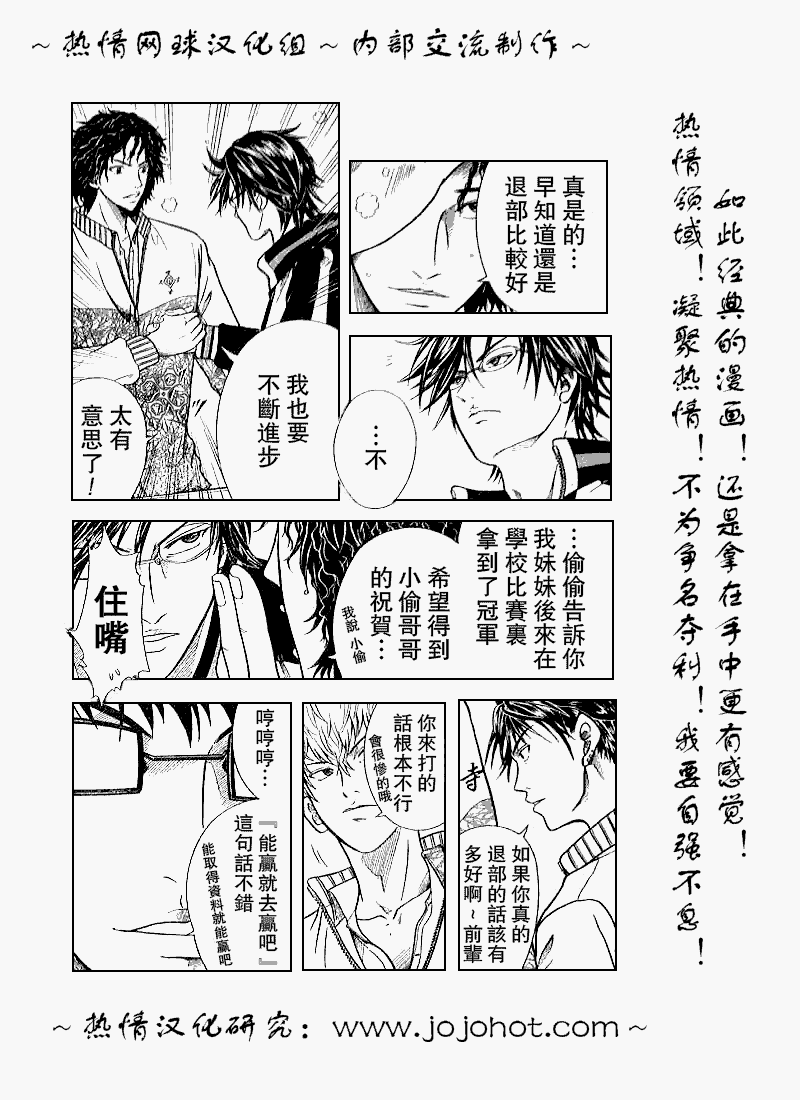 ~热情网球汉化组~内部交流制作~
如此经典的漫画！还是拿在手中更有感觉！
热情领域！凝聚热情！不为争名夺利！我要自强不息！
真是的…
早知道還是
退部比較好
…不
我也要
不斷進步
太有
意思了！
…偷偷告訴你
我妹妹後來在
學校比賽裏
拿到了冠軍
希望得到
小偷哥哥
的祝賀…
我說 小偷
住嘴
如果你真的
退部的話該有
多好啊~前輩
你來打的
話根本不行
會很慘的哦
哼哼哼…
『能贏就去贏吧』
這句話不錯
能取得資料就能贏吧
~热情汉化研究：www.jojohot.com~